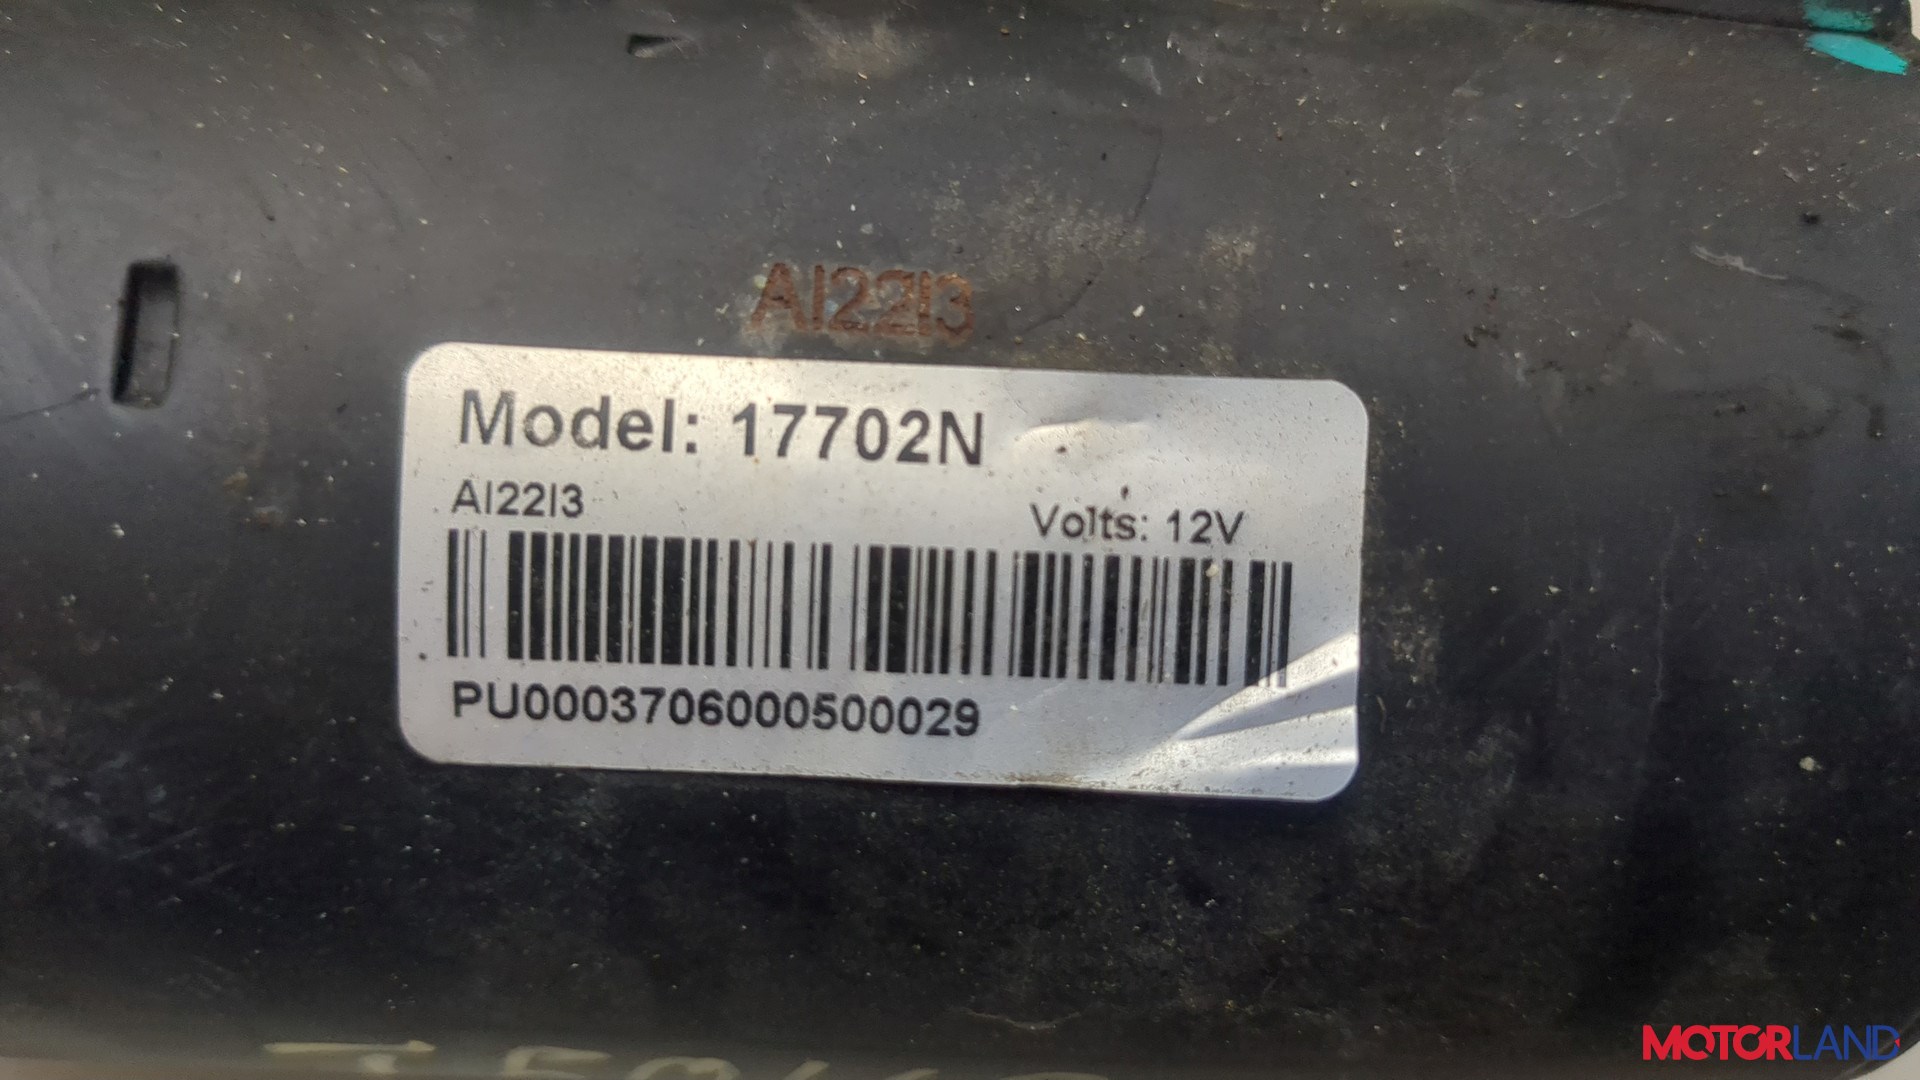 AI22I3
Model: 17702N
AI22I3
Volts: 12V
PU0003706000500029
MOTORLAND